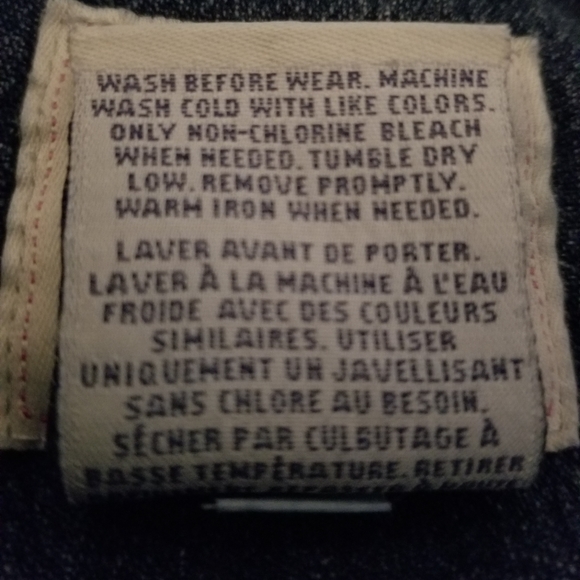 WASH BEFORE WEAR. MACHINE
WASH COLD WITH LIKE COLORS.
ONLY NON-CHLORINE BLEACH
WHEN NEEDED. TUMBLE DRY
LOW. REMOVE PROMPTLY.
WARM IRON WHEN NEEDED.
LAVER AVANT DE PORTER.
LAVER À LA MACHINE À L'EAU
FROIDE AVEC DES COULEURS
SIMILAIRES. UTILISER
UNIQUEMENT UN JAVELLISANT
SANS CHLORE AU BESOIN.
SÉCHER PAR CULBUTAGE À
BASSE TEMPÉRATURE. RETIRER